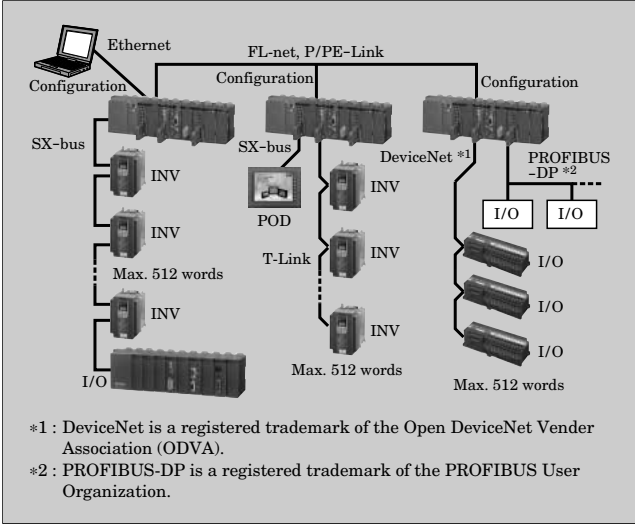 Ethernet
FL-net, P/PE-Link
Configuration
Configuration
Configuration
SX-bus
SX-bus
DeviceNet *1
PROFIBUS
-DP *2
INV
POD
INV
I/O
I/O
INV
T-Link
INV
I/O
Max. 512 words
I/O
INV
INV
I/O
Max. 512 words
Max. 512 words
I/O
*1 : DeviceNet is a registered trademark of the Open DeviceNet Vender
Association (ODVA).
*2 : PROFIBUS-DP is a registered trademark of the PROFIBUS User
Organization.